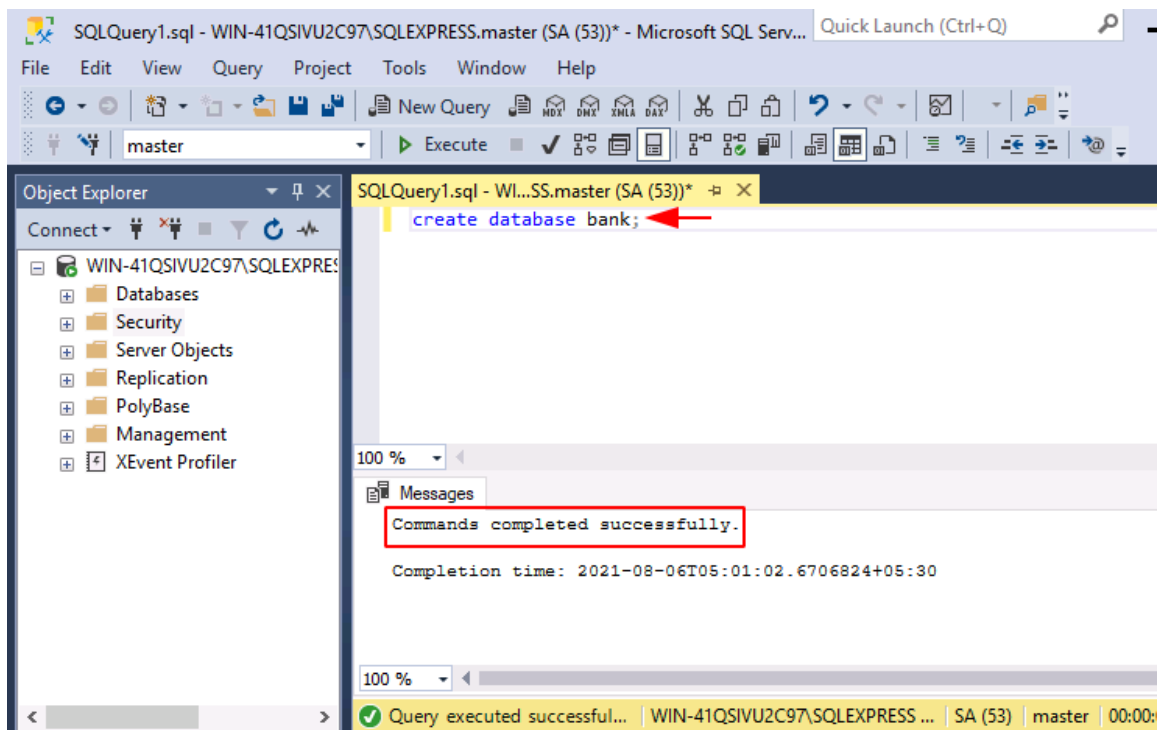 SQLQuery1.sql - WIN-41QSIVU2C97\SQLEXPRESS.master (SA (53))* - Microsoft SQL Serv...
Quick Launch (Ctrl+Q)
File Edit View Query Project Tools Window Help
New Query MDX DMX XMLA DAX
master
Execute
Object Explorer
SQLQuery1.sql - WI...SS.master (SA (53))*
Connect
create database bank;
WIN-41QSIVU2C97\SQLEXPRES
Databases
Security
Server Objects
Replication
PolyBase
Management
XEvent Profiler
100 %
Messages
Commands completed successfully.
Completion time: 2021-08-06T05:01:02.6706824+05:30
100 %
Query executed successful... WIN-41QSIVU2C97\SQLEXPRESS ... SA (53) master 00:00: